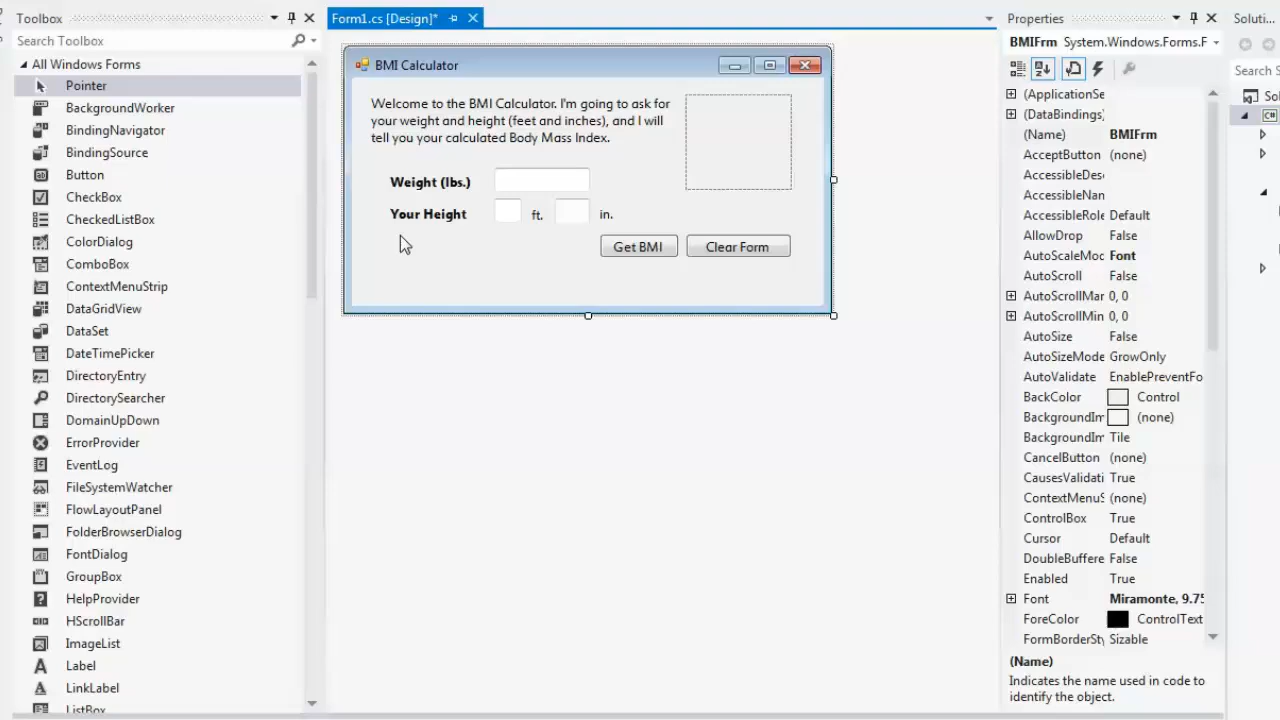 Toolbox
Search Toolbox
All Windows Forms
Pointer
BackgroundWorker
BindingNavigator
BindingSource
Button
CheckBox
CheckedListBox
ColorDialog
ComboBox
ContextMenuStrip
DataGridView
DataSet
DateTimePicker
DirectoryEntry
DirectorySearcher
DomainUpDown
ErrorProvider
EventLog
FileSystemWatcher
FlowLayoutPanel
FolderBrowserDialog
FontDialog
GroupBox
HelpProvider
HScrollBar
ImageList
Label
LinkLabel
ListBox
Form1.cs [Design]*
BMI Calculator
Welcome to the BMI Calculator. I'm going to ask for
your weight and height (feet and inches), and I will
tell you your calculated Body Mass Index.
Weight (lbs.)
Your Height ft. in.
Get BMI Clear Form
Properties
BMIFrm System.Windows.Forms.F
(ApplicationSe
(DataBindings)
(Name) BMIFrm
AcceptButton (none)
AccessibleDes
AccessibleNam
AccessibleRole Default
AllowDrop False
AutoScaleMod Font
AutoScroll False
AutoScrollMar 0, 0
AutoScrollMin 0, 0
AutoSize False
AutoSizeMode GrowOnly
AutoValidate EnablePreventFo
BackColor Control
BackgroundIm (none)
BackgroundIm Tile
CancelButton (none)
CausesValidati True
ContextMenuS (none)
ControlBox True
Cursor Default
DoubleBuffere False
Enabled True
Font Miramonte, 9.75
ForeColor ControlText
FormBorderSty Sizable
(Name)
Indicates the name used in code to
identify the object.
Soluti...
Search S
Sol
C#